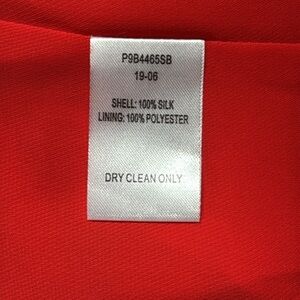 P9B4465SB
19-06
SHELL: 100% SILK
LINING: 100% POLYESTER
DRY CLEAN ONLY